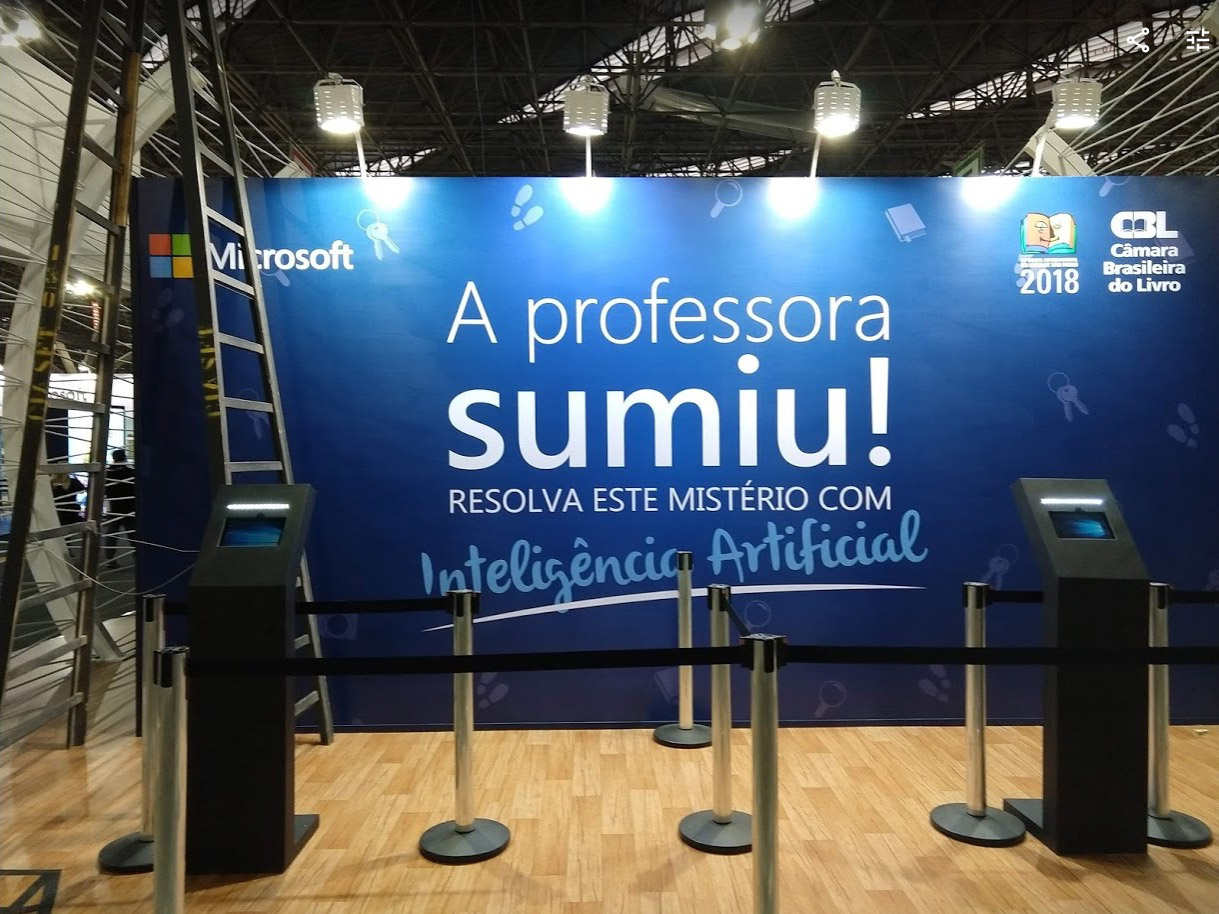 Microsoft
2018
CBL
Câmara
Brasileira
do Livro
A professora
sumiu!
RESOLVA ESTE MISTÉRIO COM
Inteligência Artificial